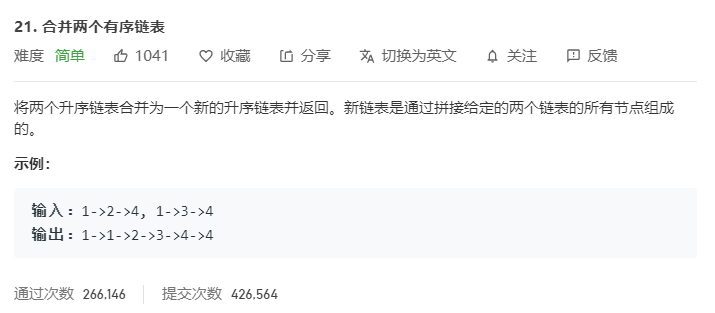 21. 合并两个有序链表
难度 简单 1041 收藏 分享 切换为英文 关注 反馈
将两个升序链表合并为一个新的升序链表并返回。新链表是通过拼接给定的两个链表的所有节点组成
的。
示例：
输入：1->2->4, 1->3->4
输出：1->1->2->3->4->4
通过次数 266,146 提交次数 426,564